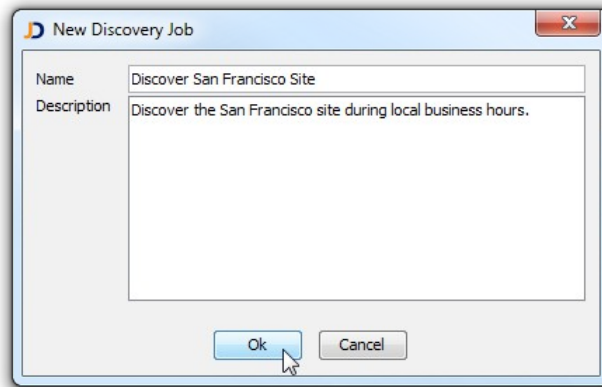 New Discovery Job
Name
Discover San Francisco Site
Description
Discover the San Francisco site during local business hours.
Ok
Cancel